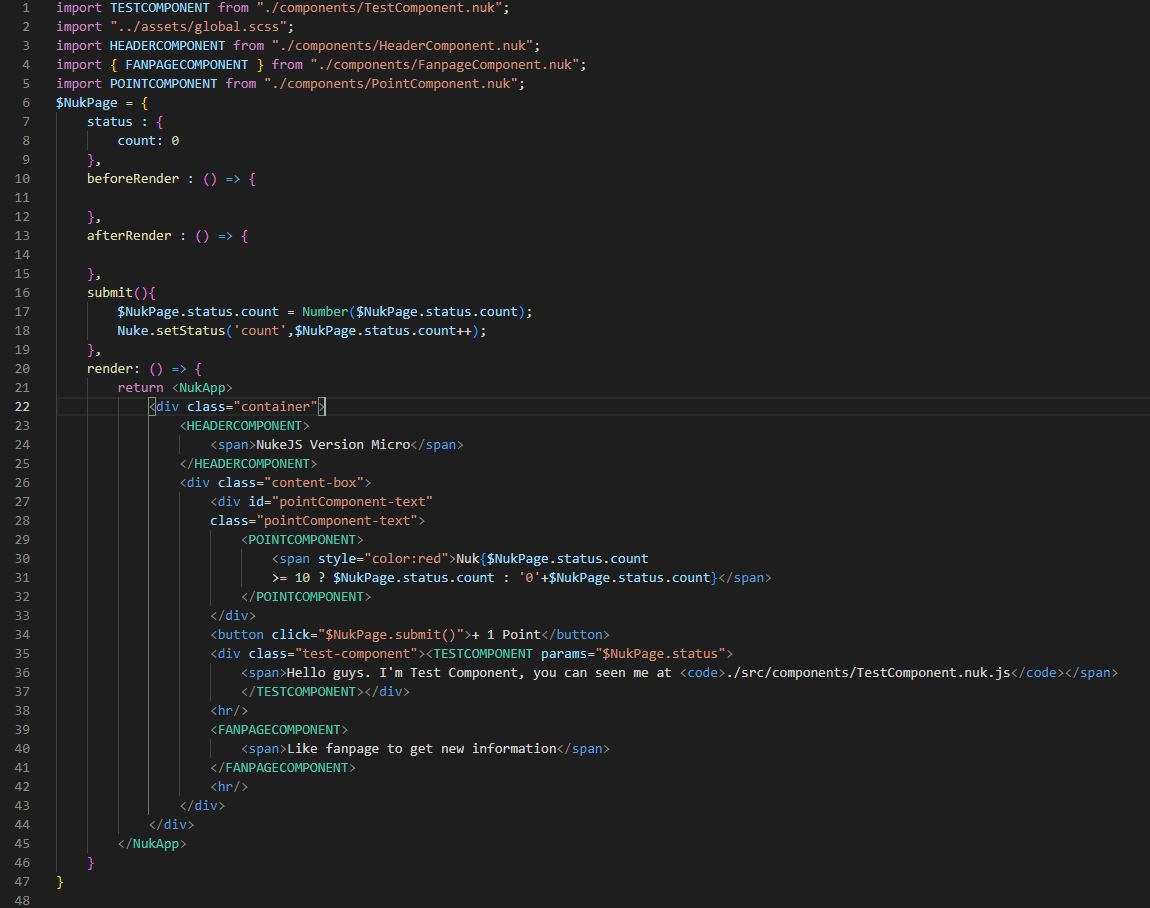 1 import TESTCOMPONENT from "./components/TestComponent.nuk";
2 import "../assets/global.scss";
3 import HEADERCOMPONENT from "./components/HeaderComponent.nuk";
4 import { FANPAGECOMPONENT } from "./components/FanpageComponent.nuk";
5 import POINTCOMPONENT from "./components/PointComponent.nuk";
6 $NukPage = {
7 status : {
8 count: 0
9 },
10 beforeRender : () => {
11
12 },
13 afterRender : () => {
14
15 },
16 submit(){
17 $NukPage.status.count = Number($NukPage.status.count);
18 Nuke.setStatus('count',$NukPage.status.count++);
19 },
20 render: () => {
21 return <NukApp>
22 <div class="container">
23 <HEADERCOMPONENT>
24 <span>NukeJS Version Micro</span>
25 </HEADERCOMPONENT>
26 <div class="content-box">
27 <div id="pointComponent-text"
28 class="pointComponent-text">
29 <POINTCOMPONENT>
30 <span style="color:red">Nuk{$NukPage.status.count
31 >= 10 ? $NukPage.status.count : '0'+$NukPage.status.count}</span>
32 </POINTCOMPONENT>
33 </div>
34 <button click="$NukPage.submit()">+ 1 Point</button>
35 <div class="test-component"><TESTCOMPONENT params="$NukPage.status">
36 <span>Hello guys. I'm Test Component, you can seen me at <code>./src/components/TestComponent.nuk.js</code></span>
37 </TESTCOMPONENT></div>
38 <hr/>
39 <FANPAGECOMPONENT>
40 <span>Like fanpage to get new information</span>
41 </FANPAGECOMPONENT>
42 <hr/>
43 </div>
44 </div>
45 </NukApp>
46 }
47 }
48